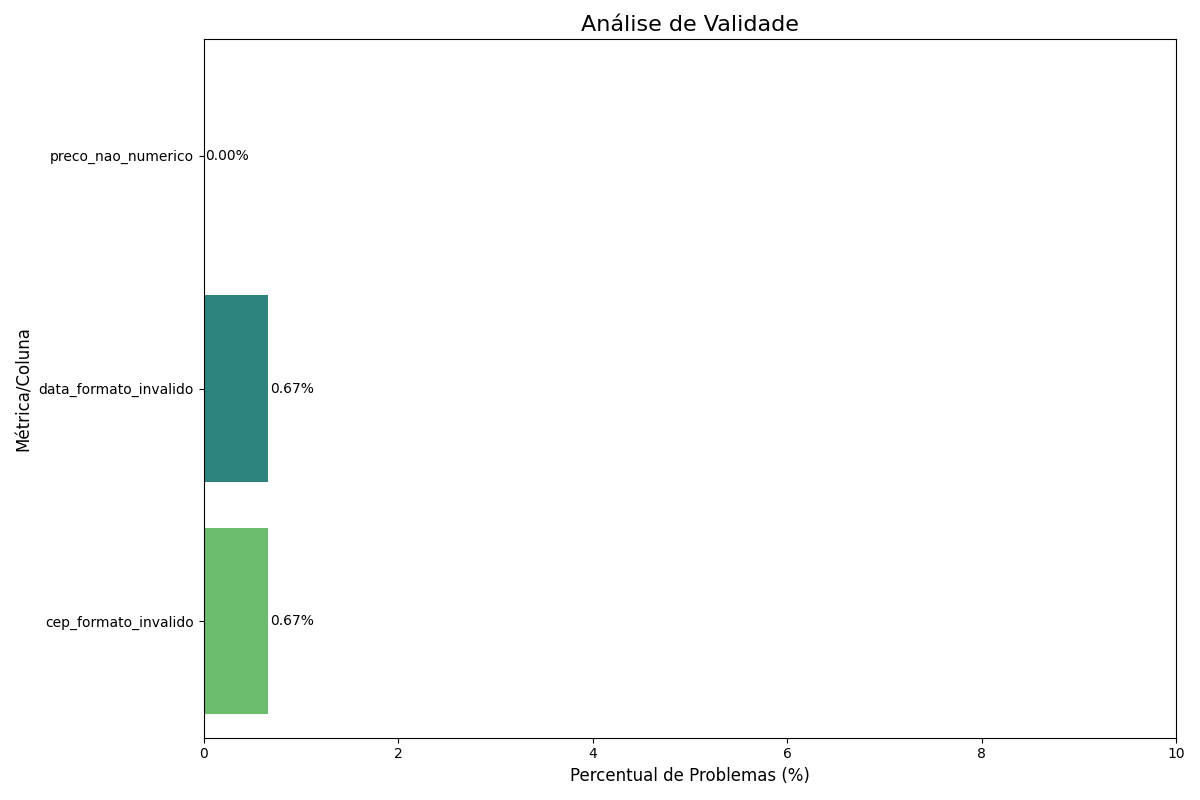 Análise de Validade
preco_nao_numerico
0.00%
data_formato_invalido
0.67%
cep_formato_invalido
0.67%
Métrica/Coluna
0 2 4 6 8 10
Percentual de Problemas (%)